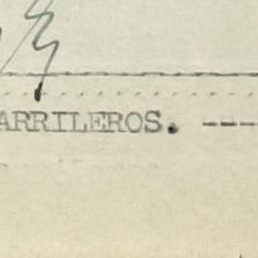 ARRILEROS. ----